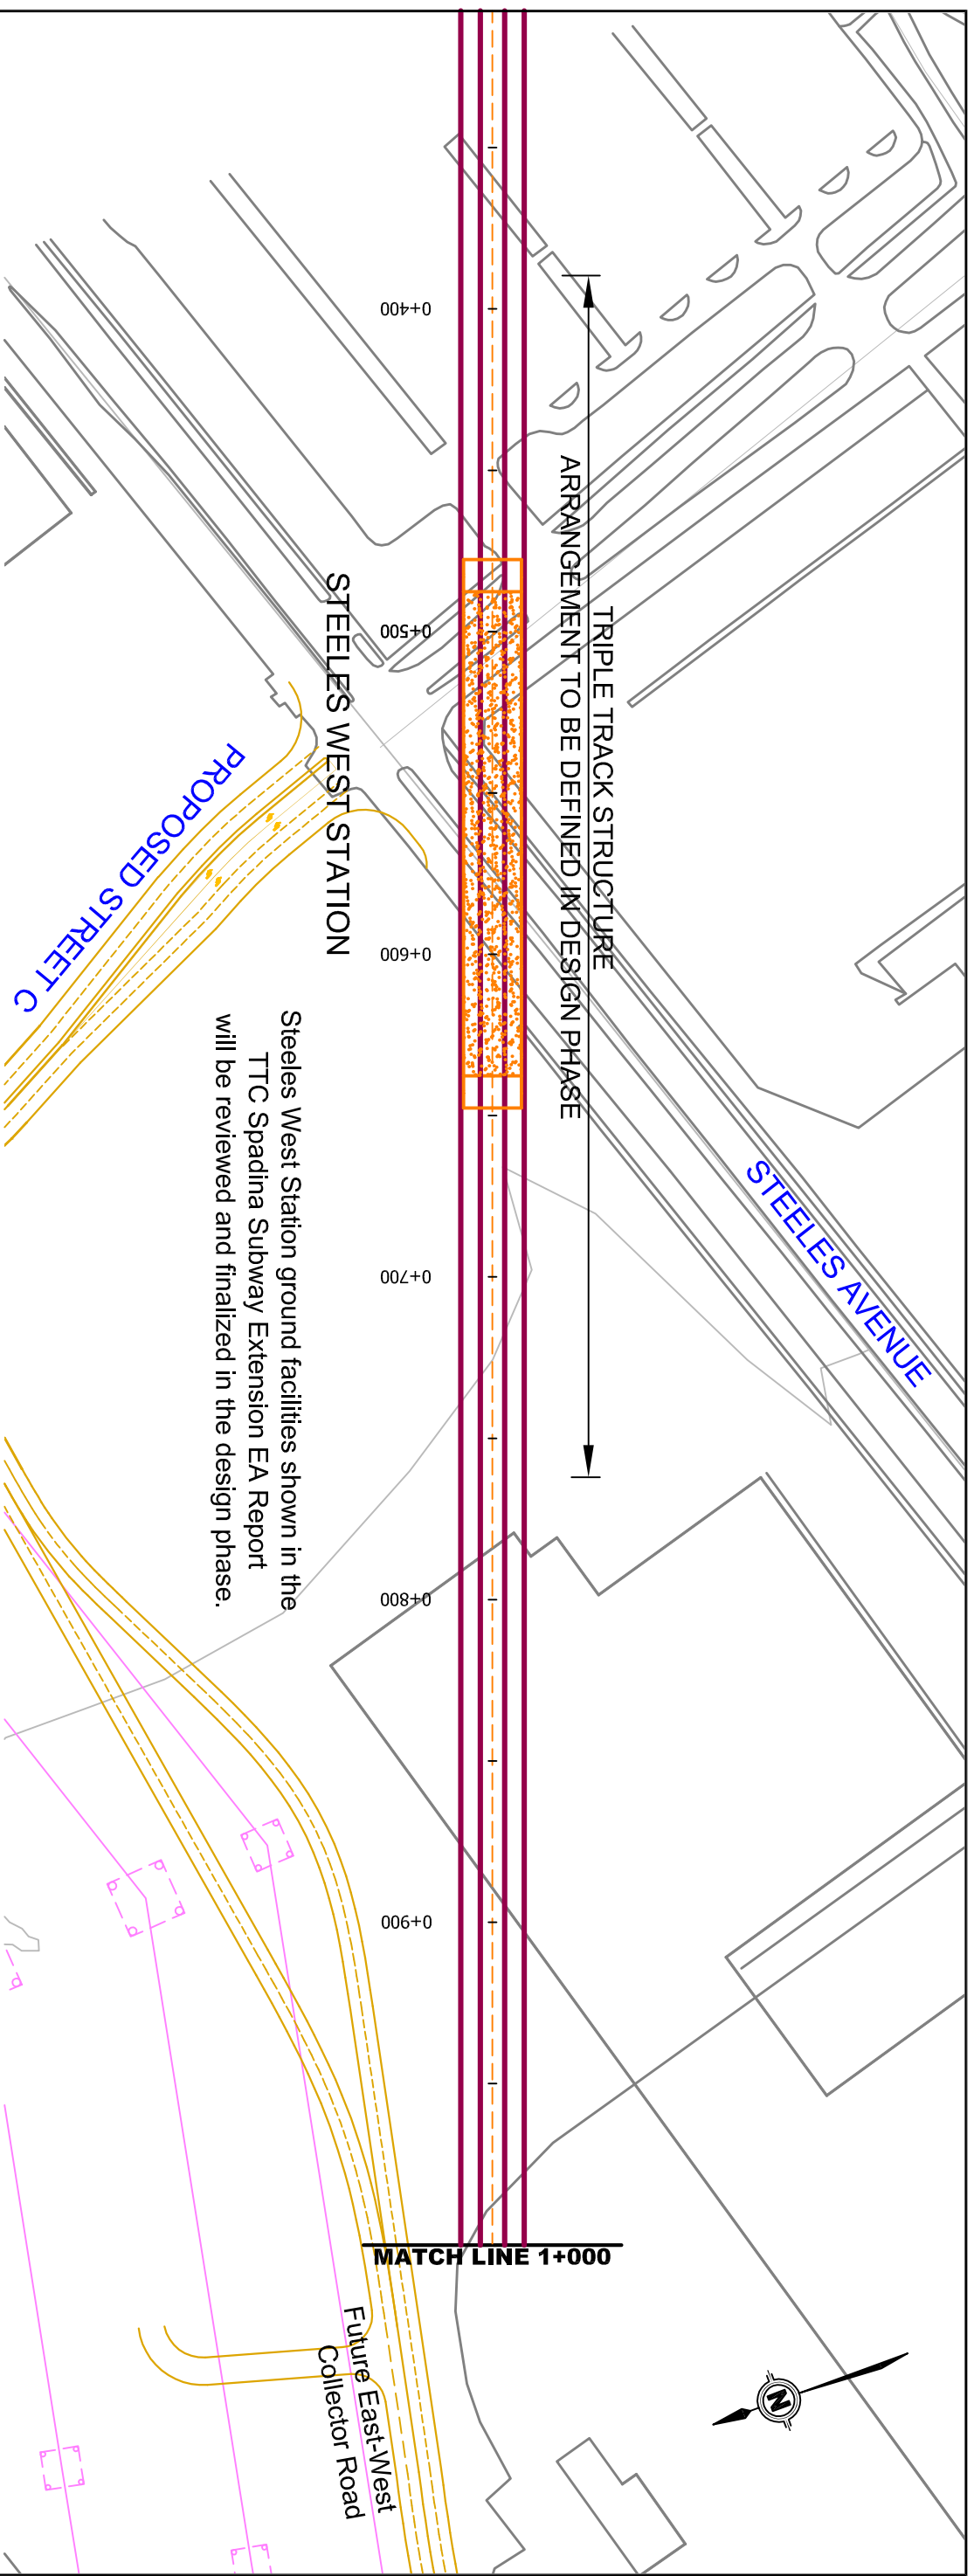 0+400
0+500
0+600
0+700
0+800
0+900
TRIPLE TRACK STRUCTURE
ARRANGEMENT TO BE DEFINED IN DESIGN PHASE
STEELES WEST STATION
PROPOSED STREET C
STEELES AVENUE
Steeles West Station ground facilities shown in the
TTC Spadina Subway Extension EA Report
will be reviewed and finalized in the design phase.
MATCH LINE 1+000
Future East-West
Collector Road
N